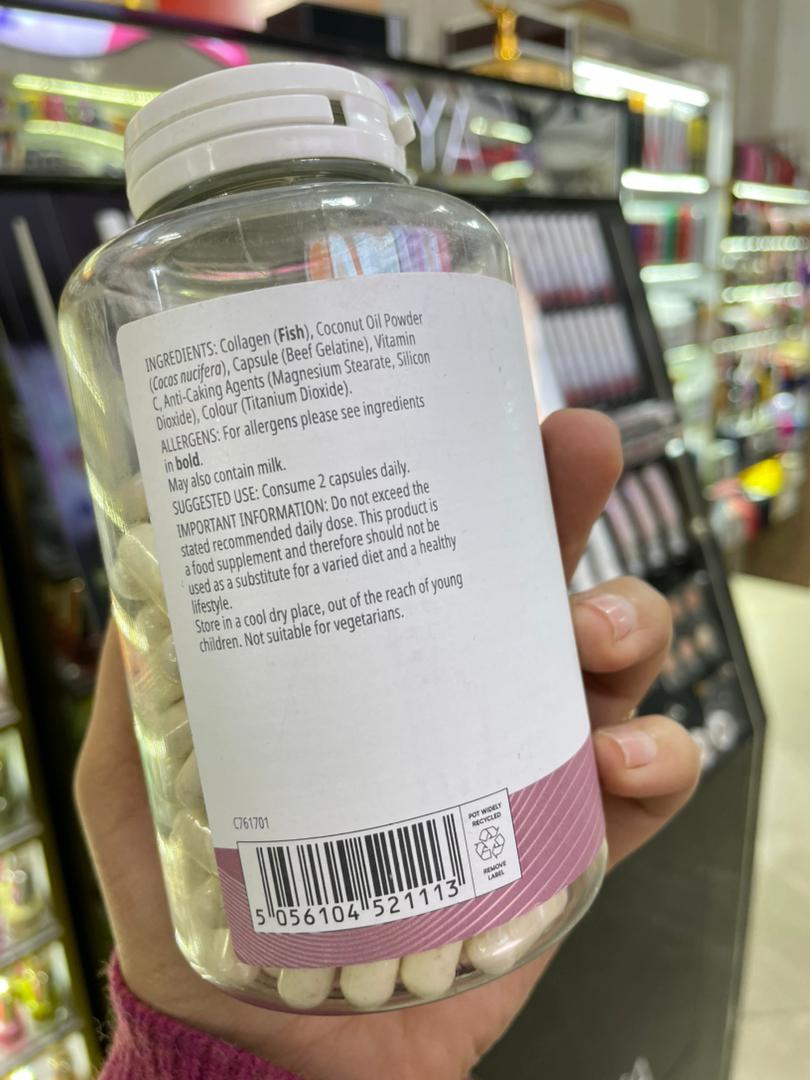 YA
INGREDIENTS: Collagen (Fish), Coconut Oil Powder
(Cocos nucifera), Capsule (Beef Gelatine), Vitamin
C, Anti-Caking Agents (Magnesium Stearate, Silicon
Dioxide), Colour (Titanium Dioxide).
ALLERGENS: For allergens please see ingredients
in bold.
May also contain milk.
SUGGESTED USE: Consume 2 capsules daily.
IMPORTANT INFORMATION: Do not exceed the
stated recommended daily dose. This product is
a food supplement and therefore should not be
used as a substitute for a varied diet and a healthy
lifestyle.
Store in a cool dry place, out of the reach of young
children. Not suitable for vegetarians.
C761701
5 056104 521113
POT WIDELY
RECYCLED
REMOVE
LABEL